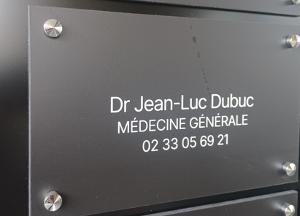 Dr Jean-Luc Dubuc
MÉDECINE GÉNÉRALE
02 33 05 69 21